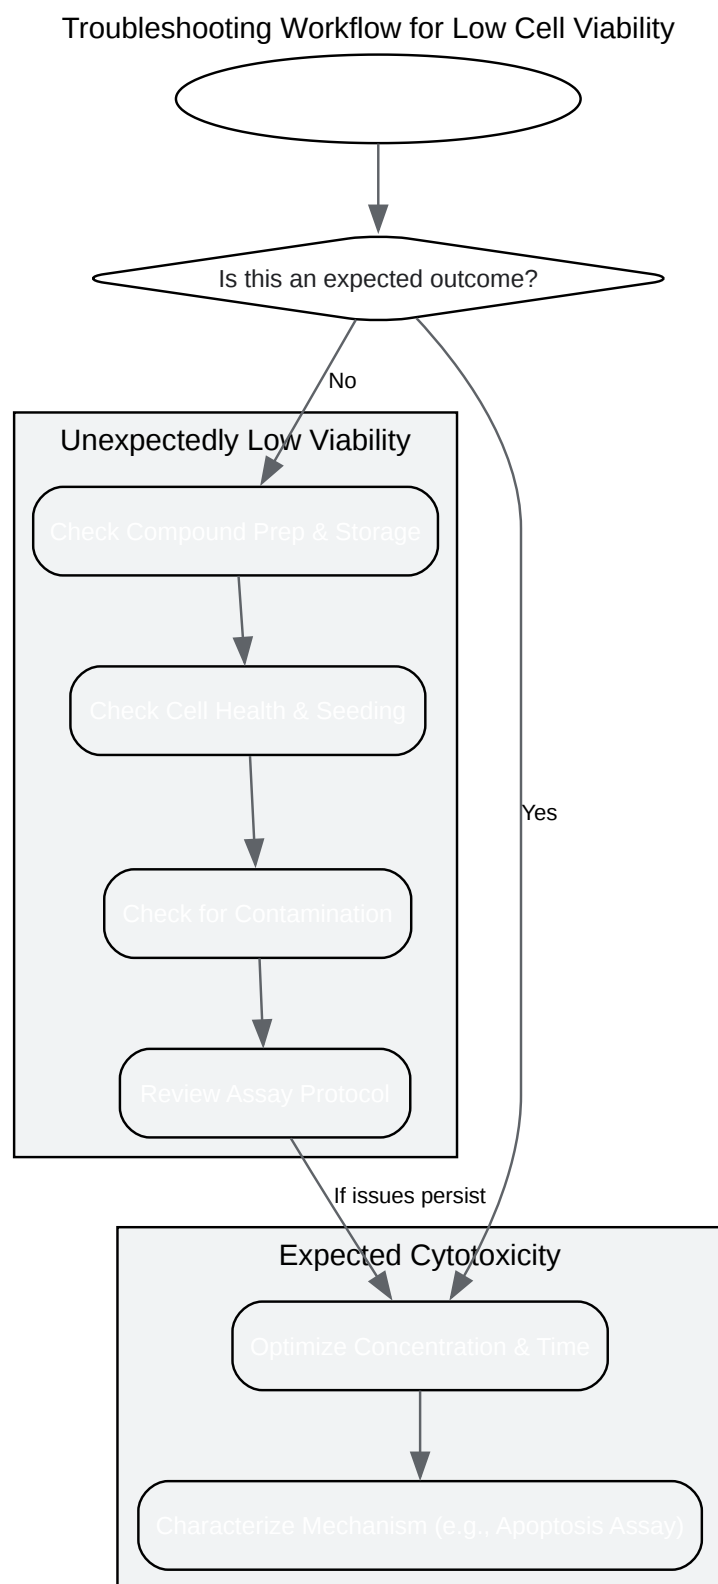 Troubleshooting Workflow for Low Cell Viability
Is this an expected outcome?
No
Unexpectedly Low Viability
Check Compound Prep & Storage
Check Cell Health & Seeding
Yes
Check for Contamination
Review Assay Protocol
If issues persist
Expected Cytotoxicity
Optimize Concentration & Time
Characterize Mechanism (e.g., Apoptosis Assay)